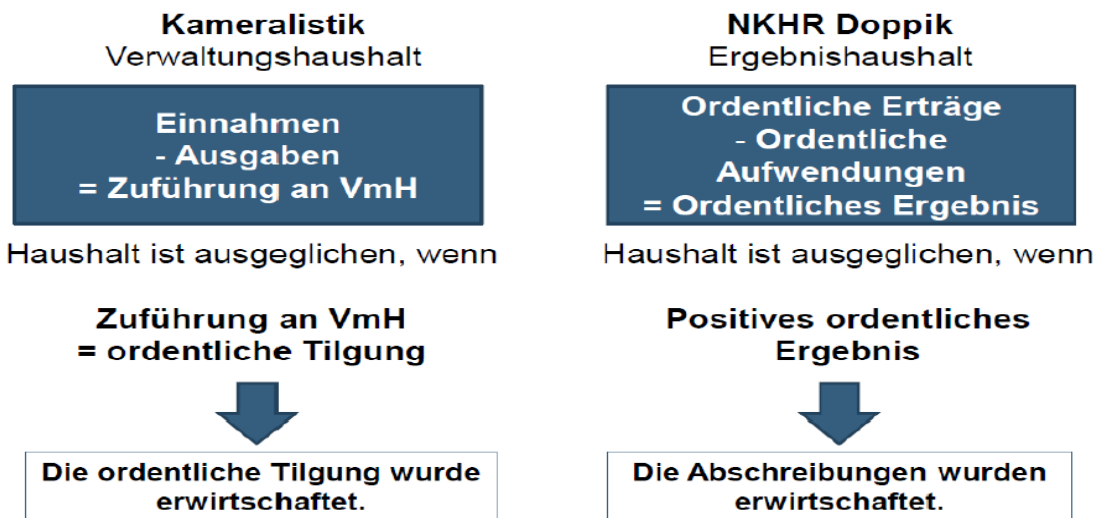 Kameralistik
Verwaltungshaushalt
Einnahmen
- Ausgaben
= Zuführung an VmH
Haushalt ist ausgeglichen, wenn
Zuführung an VmH
= ordentliche Tilgung
Die ordentliche Tilgung wurde
erwirtschaftet.
NKHR Doppik
Ergebnishaushalt
Ordentliche Erträge
- Ordentliche
Aufwendungen
= Ordentliches Ergebnis
Haushalt ist ausgeglichen, wenn
Positives ordentliches
Ergebnis
Die Abschreibungen wurden
erwirtschaftet.